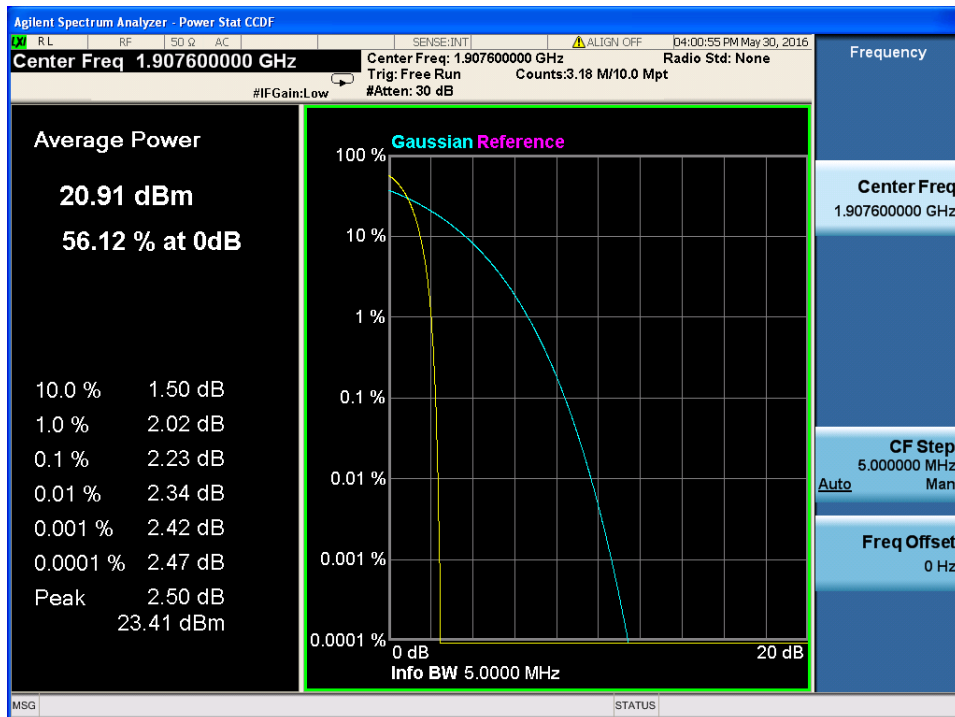 Agilent Spectrum Analyzer - Power Stat CCDF
LXI RL RF 50 Ω AC SENSE:INT ALIGN OFF 04:00:55 PM May 30, 2016
Center Freq 1.907600000 GHz
Center Freq: 1.907600000 GHz Radio Std: None
Trig: Free Run Counts:3.18 M/10.0 Mpt
#IFGain:Low #Atten: 30 dB
Average Power
20.91 dBm
56.12 % at 0dB
10.0 % 1.50 dB
1.0 % 2.02 dB
0.1 % 2.23 dB
0.01 % 2.34 dB
0.001 % 2.42 dB
0.0001 % 2.47 dB
Peak 2.50 dB
23.41 dBm
Gaussian Reference
100 %
10 %
1 %
0.1 %
0.01 %
0.001 %
0.0001 %
0 dB 20 dB
Info BW 5.0000 MHz
Frequency
Center Freq
1.907600000 GHz
CF Step
5.000000 MHz
Auto Man
Freq Offset
0 Hz
MSG STATUS